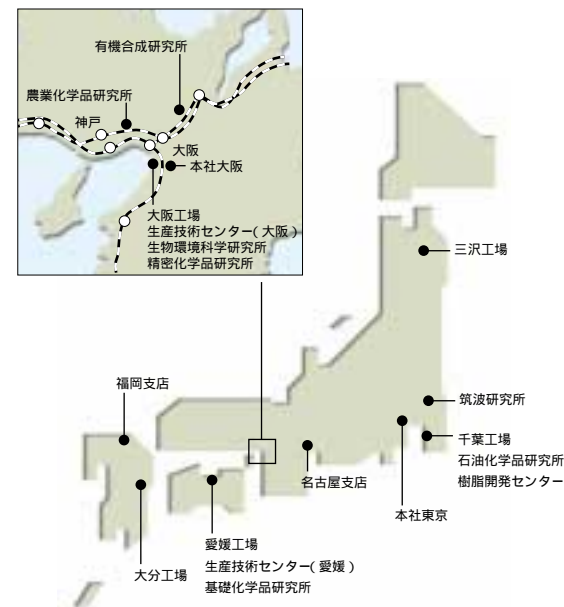 有機合成研究所
農業化学品研究所
神戸
大阪
本社大阪
大阪工場
生産技術センター(大阪)
生物環境科学研究所
精密化学品研究所
三沢工場
福岡支店
筑波研究所
千葉工場
石油化学品研究所
樹脂開発センター
名古屋支店
本社東京
愛媛工場
生産技術センター(愛媛)
基礎化学品研究所
大分工場